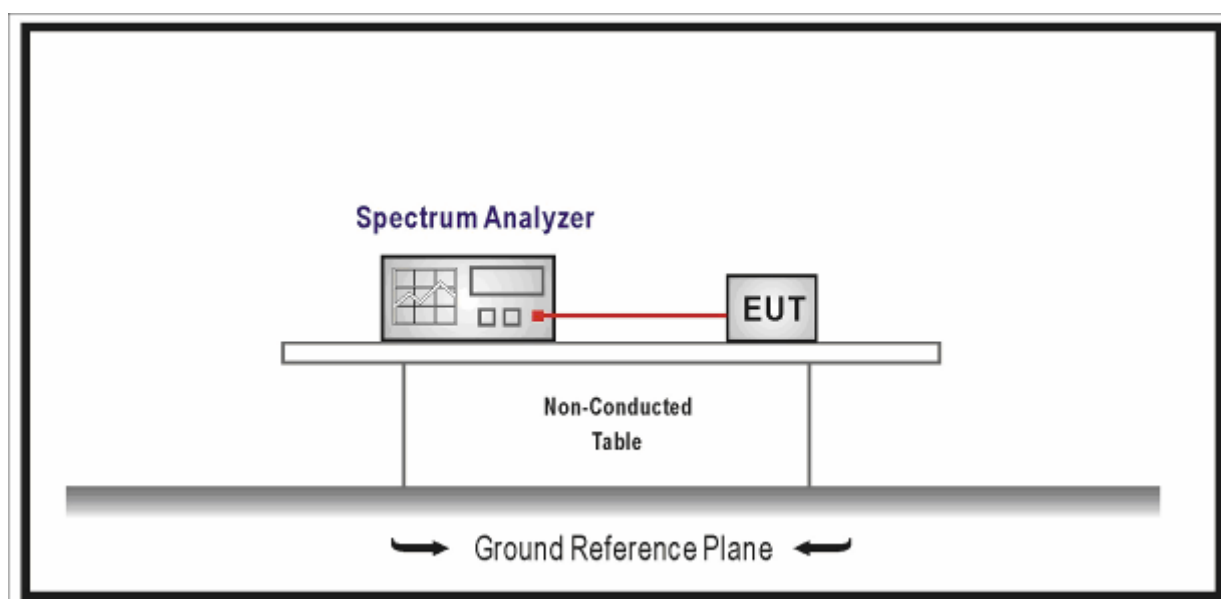 Spectrum Analyzer
EUT
Non-Conducted
Table
Ground Reference Plane